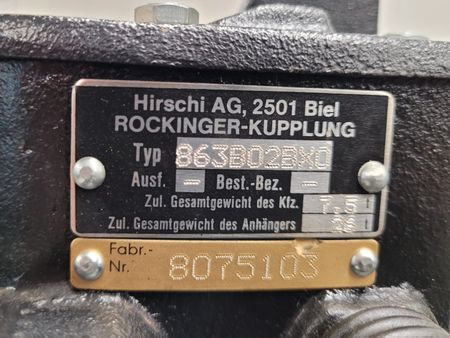 Hirschi AG, 2501 Biel
ROCKINGER-KUPPLUNG
Typ 863B02BX0
Ausf. – Best.-Bez. –
Zul. Gesamtgewicht des Kfz. 7.5 t
Zul. Gesamtgewicht des Anhängers t
Fabr.-
Nr. 8075103